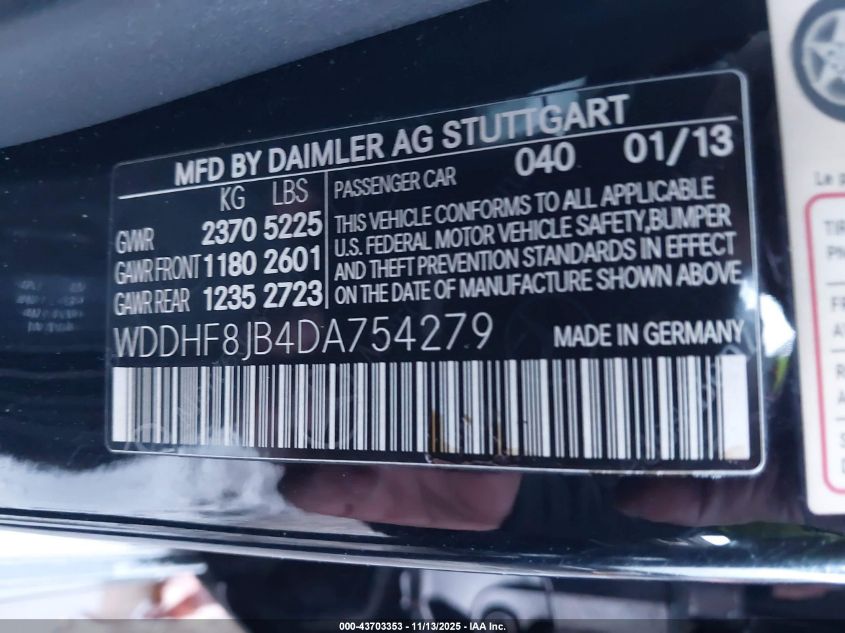 MFD BY DAIMLER AG STUTTGART
KG LBS
GVWR 2370 5225
GAWR FRONT 1180 2601
GAWR REAR 1235 2723
PASSENGER CAR 040 01/13
THIS VEHICLE CONFORMS TO ALL APPLICABLE
U.S. FEDERAL MOTOR VEHICLE SAFETY,BUMPER
AND THEFT PREVENTION STANDARDS IN EFFECT
ON THE DATE OF MANUFACTURE SHOWN ABOVE
WDDHF8JB4DA754279 MADE IN GERMANY
Le
TIR
PN
000-43703353 - 11/13/2025 - IAA Inc.